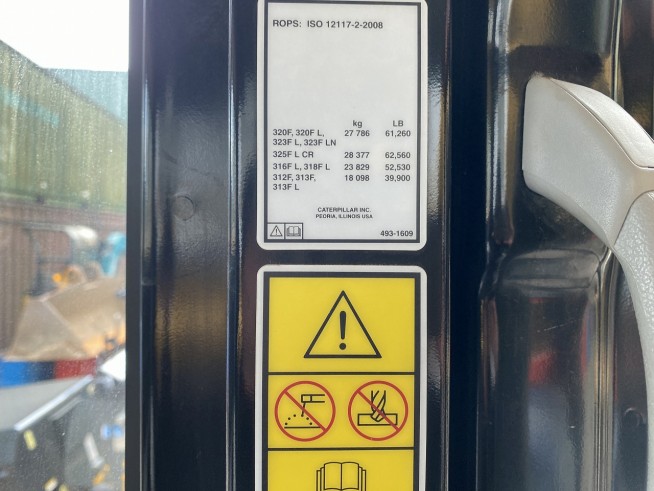 ROPS: ISO 12117-2-2008
kg LB
320F, 320F L, 27 786 61,260
323F L, 323F LN
325F L CR 28 377 62,560
316F L, 318F L 23 829 52,530
312F, 313F, 18 098 39,900
313F L
CATERPILLAR INC.
PEORIA, ILLINOIS USA
493-1609